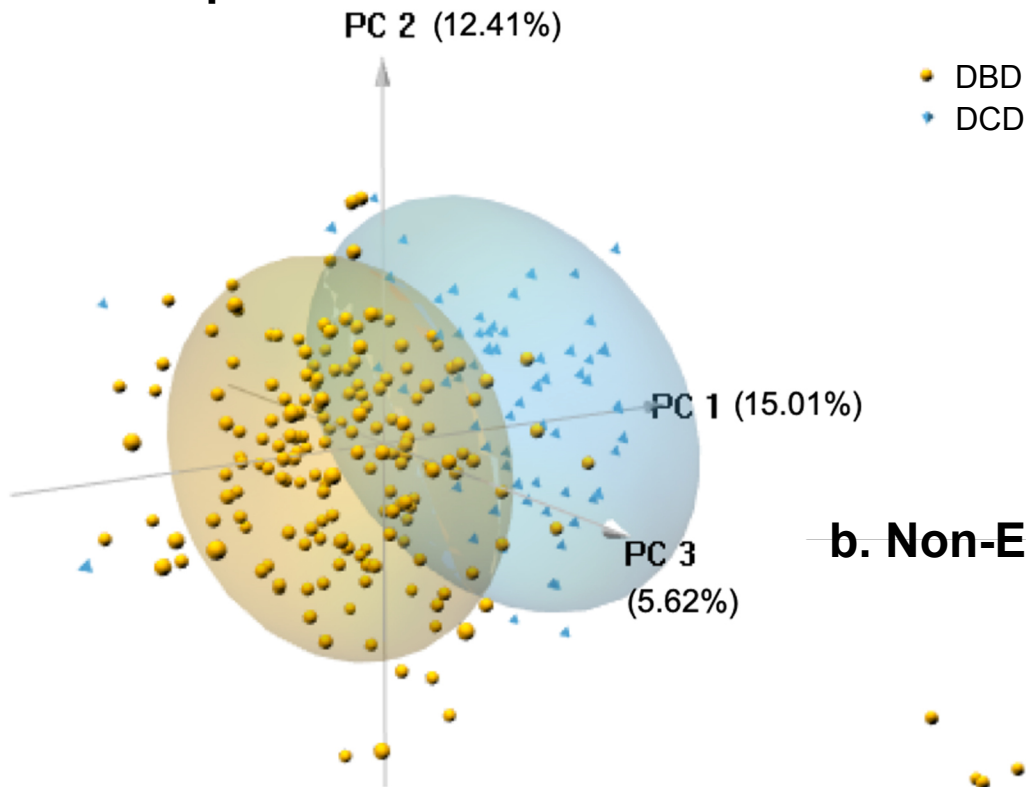 PC 2 (12.41%)
DBD
DCD
PC 1 (15.01%)
b. Non-E
PC 3
(5.62%)